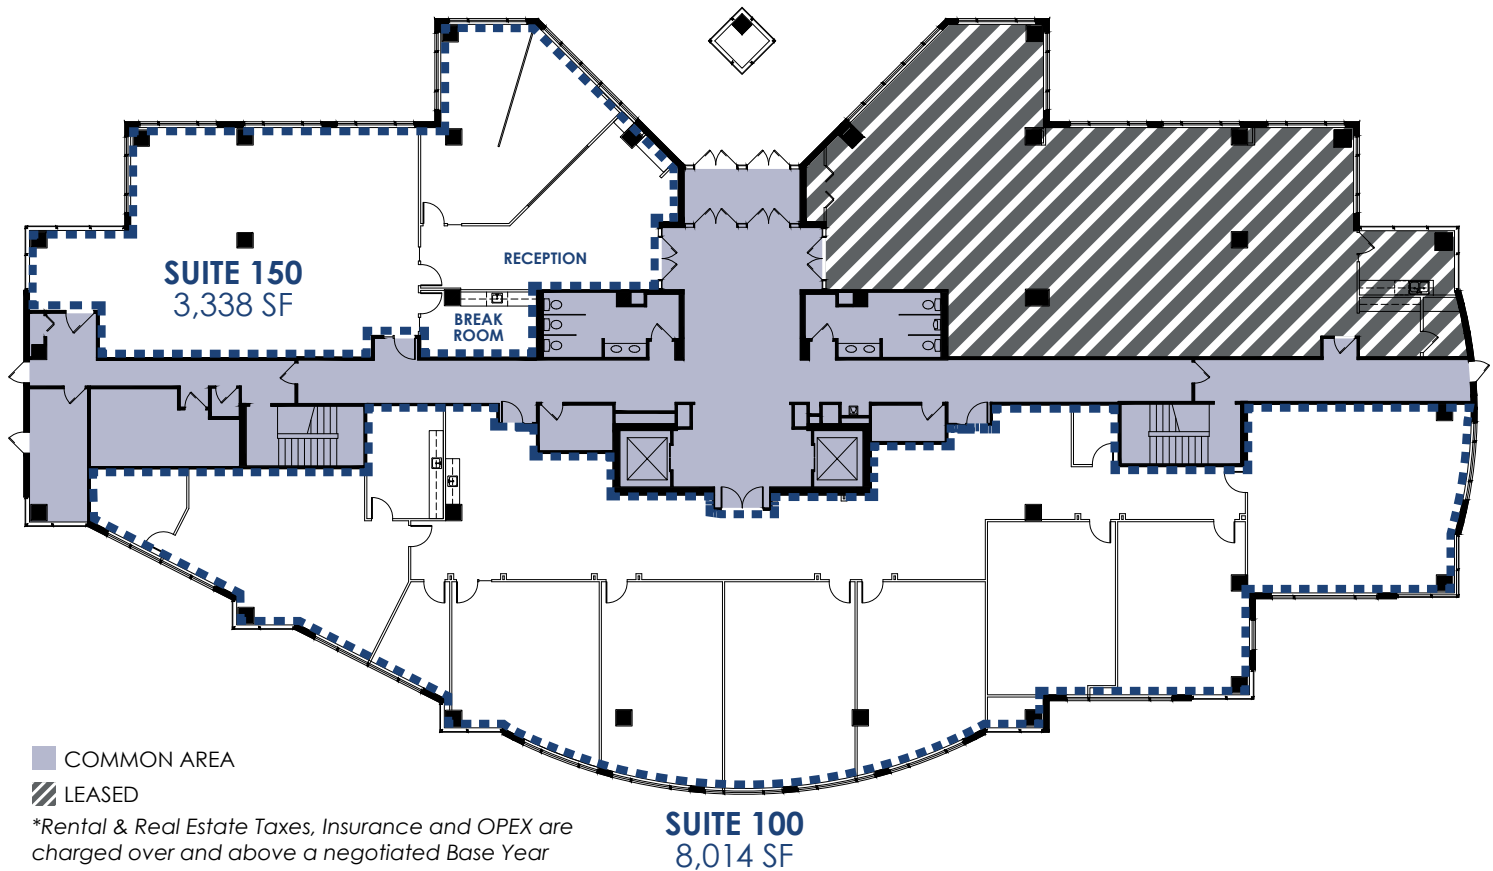 SUITE 150
3,338 SF
RECEPTION
BREAK
ROOM
COMMON AREA
LEASED
*Rental & Real Estate Taxes, Insurance and OPEX are
charged over and above a negotiated Base Year
SUITE 100
8,014 SF